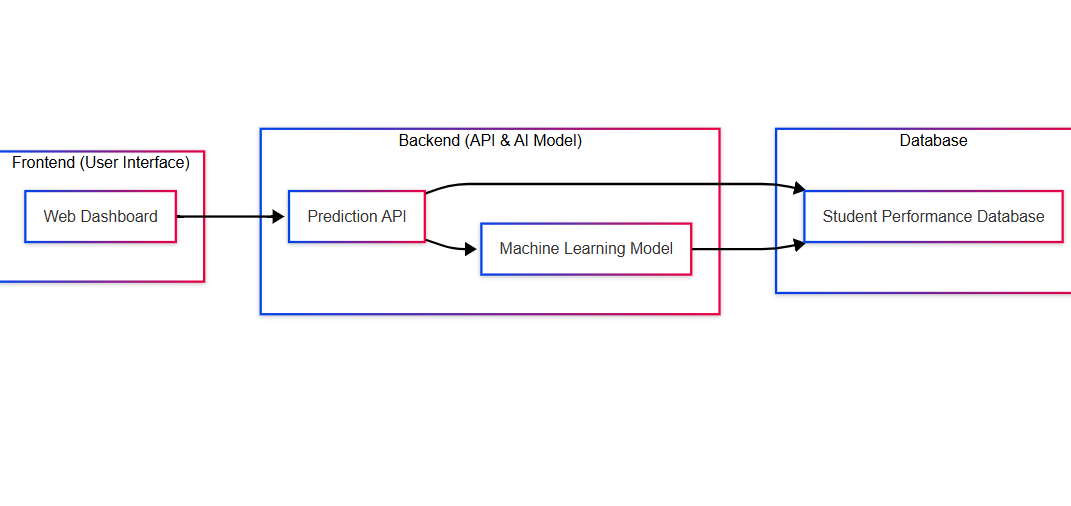 Frontend (User Interface)
Web Dashboard
Backend (API & AI Model)
Prediction API
Machine Learning Model
Database
Student Performance Database